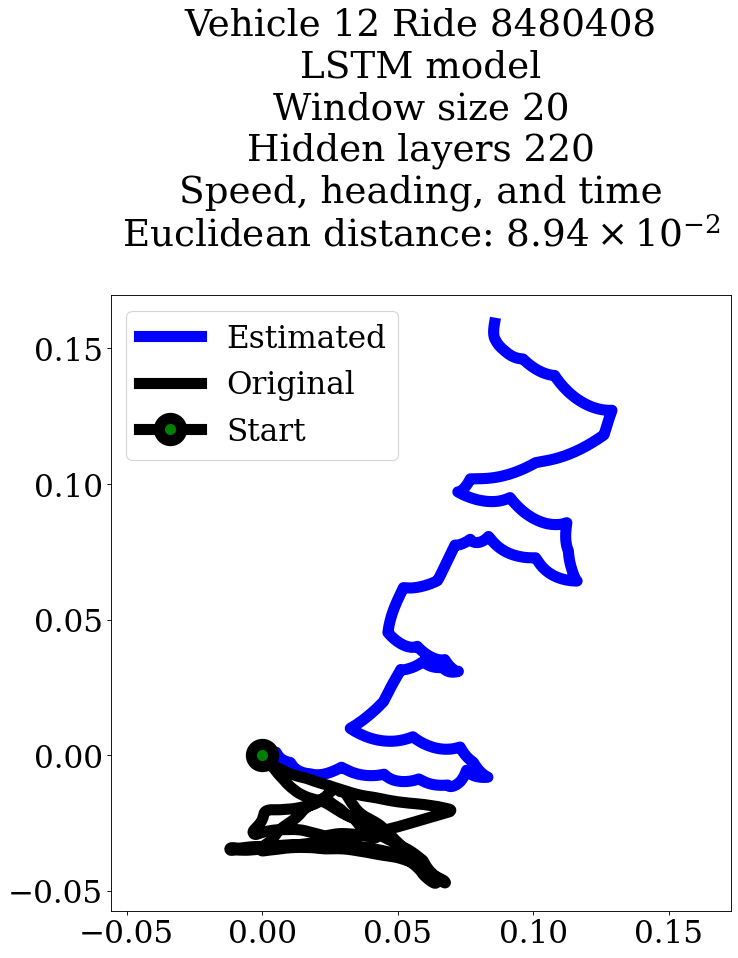 Vehicle 12 Ride 8480408
LSTM model
Window size 20
Hidden layers 220
Speed, heading, and time
Euclidean distance: 8.94 × 10⁻²
Estimated
Original
Start
0.15
0.10
0.05
0.00
−0.05
−0.05 0.00 0.05 0.10 0.15